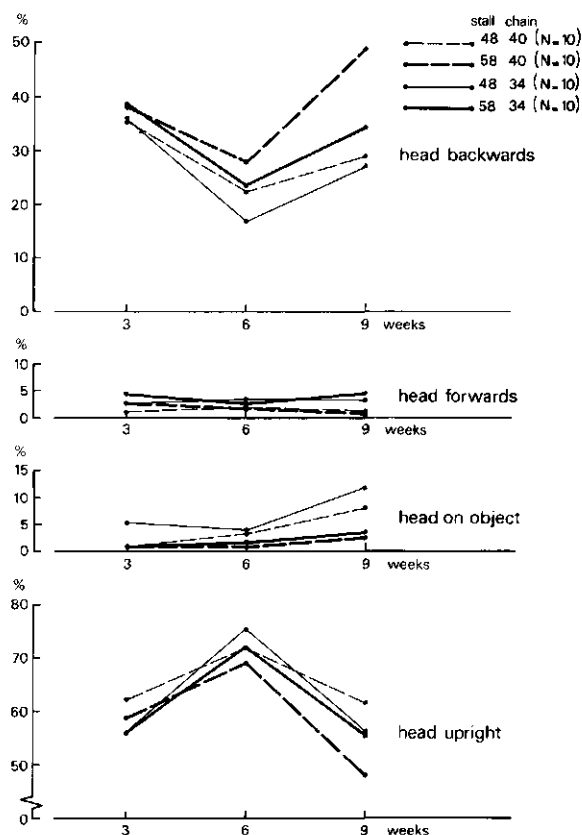 %
50
40
30
20
10
0
stall chain
48 40 (N=10)
58 40 (N=10)
48 34 (N=10)
58 34 (N=10)
head backwards
3 6 9 weeks
%
10
5
0
head forwards
3 6 9 weeks
%
15
10
5
0
head on object
3 6 9 weeks
%
80
70
60
50
0
head upright
3 6 9 weeks